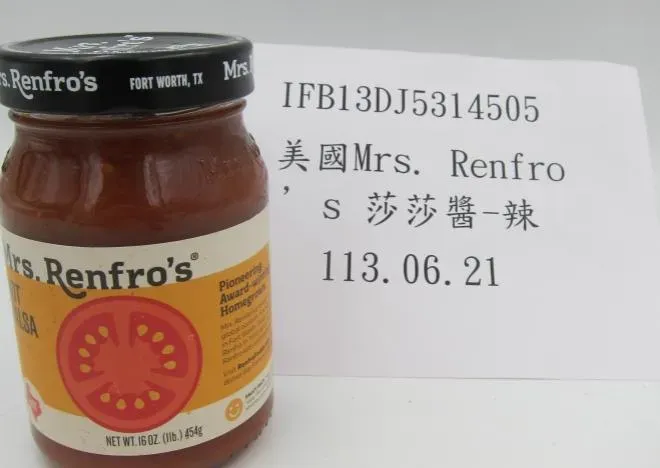 Mrs. Renfro's
FORT WORTH, TX
Mrs.
IFB13DJ5314505
美國Mrs. Renfro
's 莎莎醬-辣
113.06.21
Mrs. Renfro's®
Pioneering
Award-winning
Homegrown
NET WT. 16 OZ. (1lb.) 454g